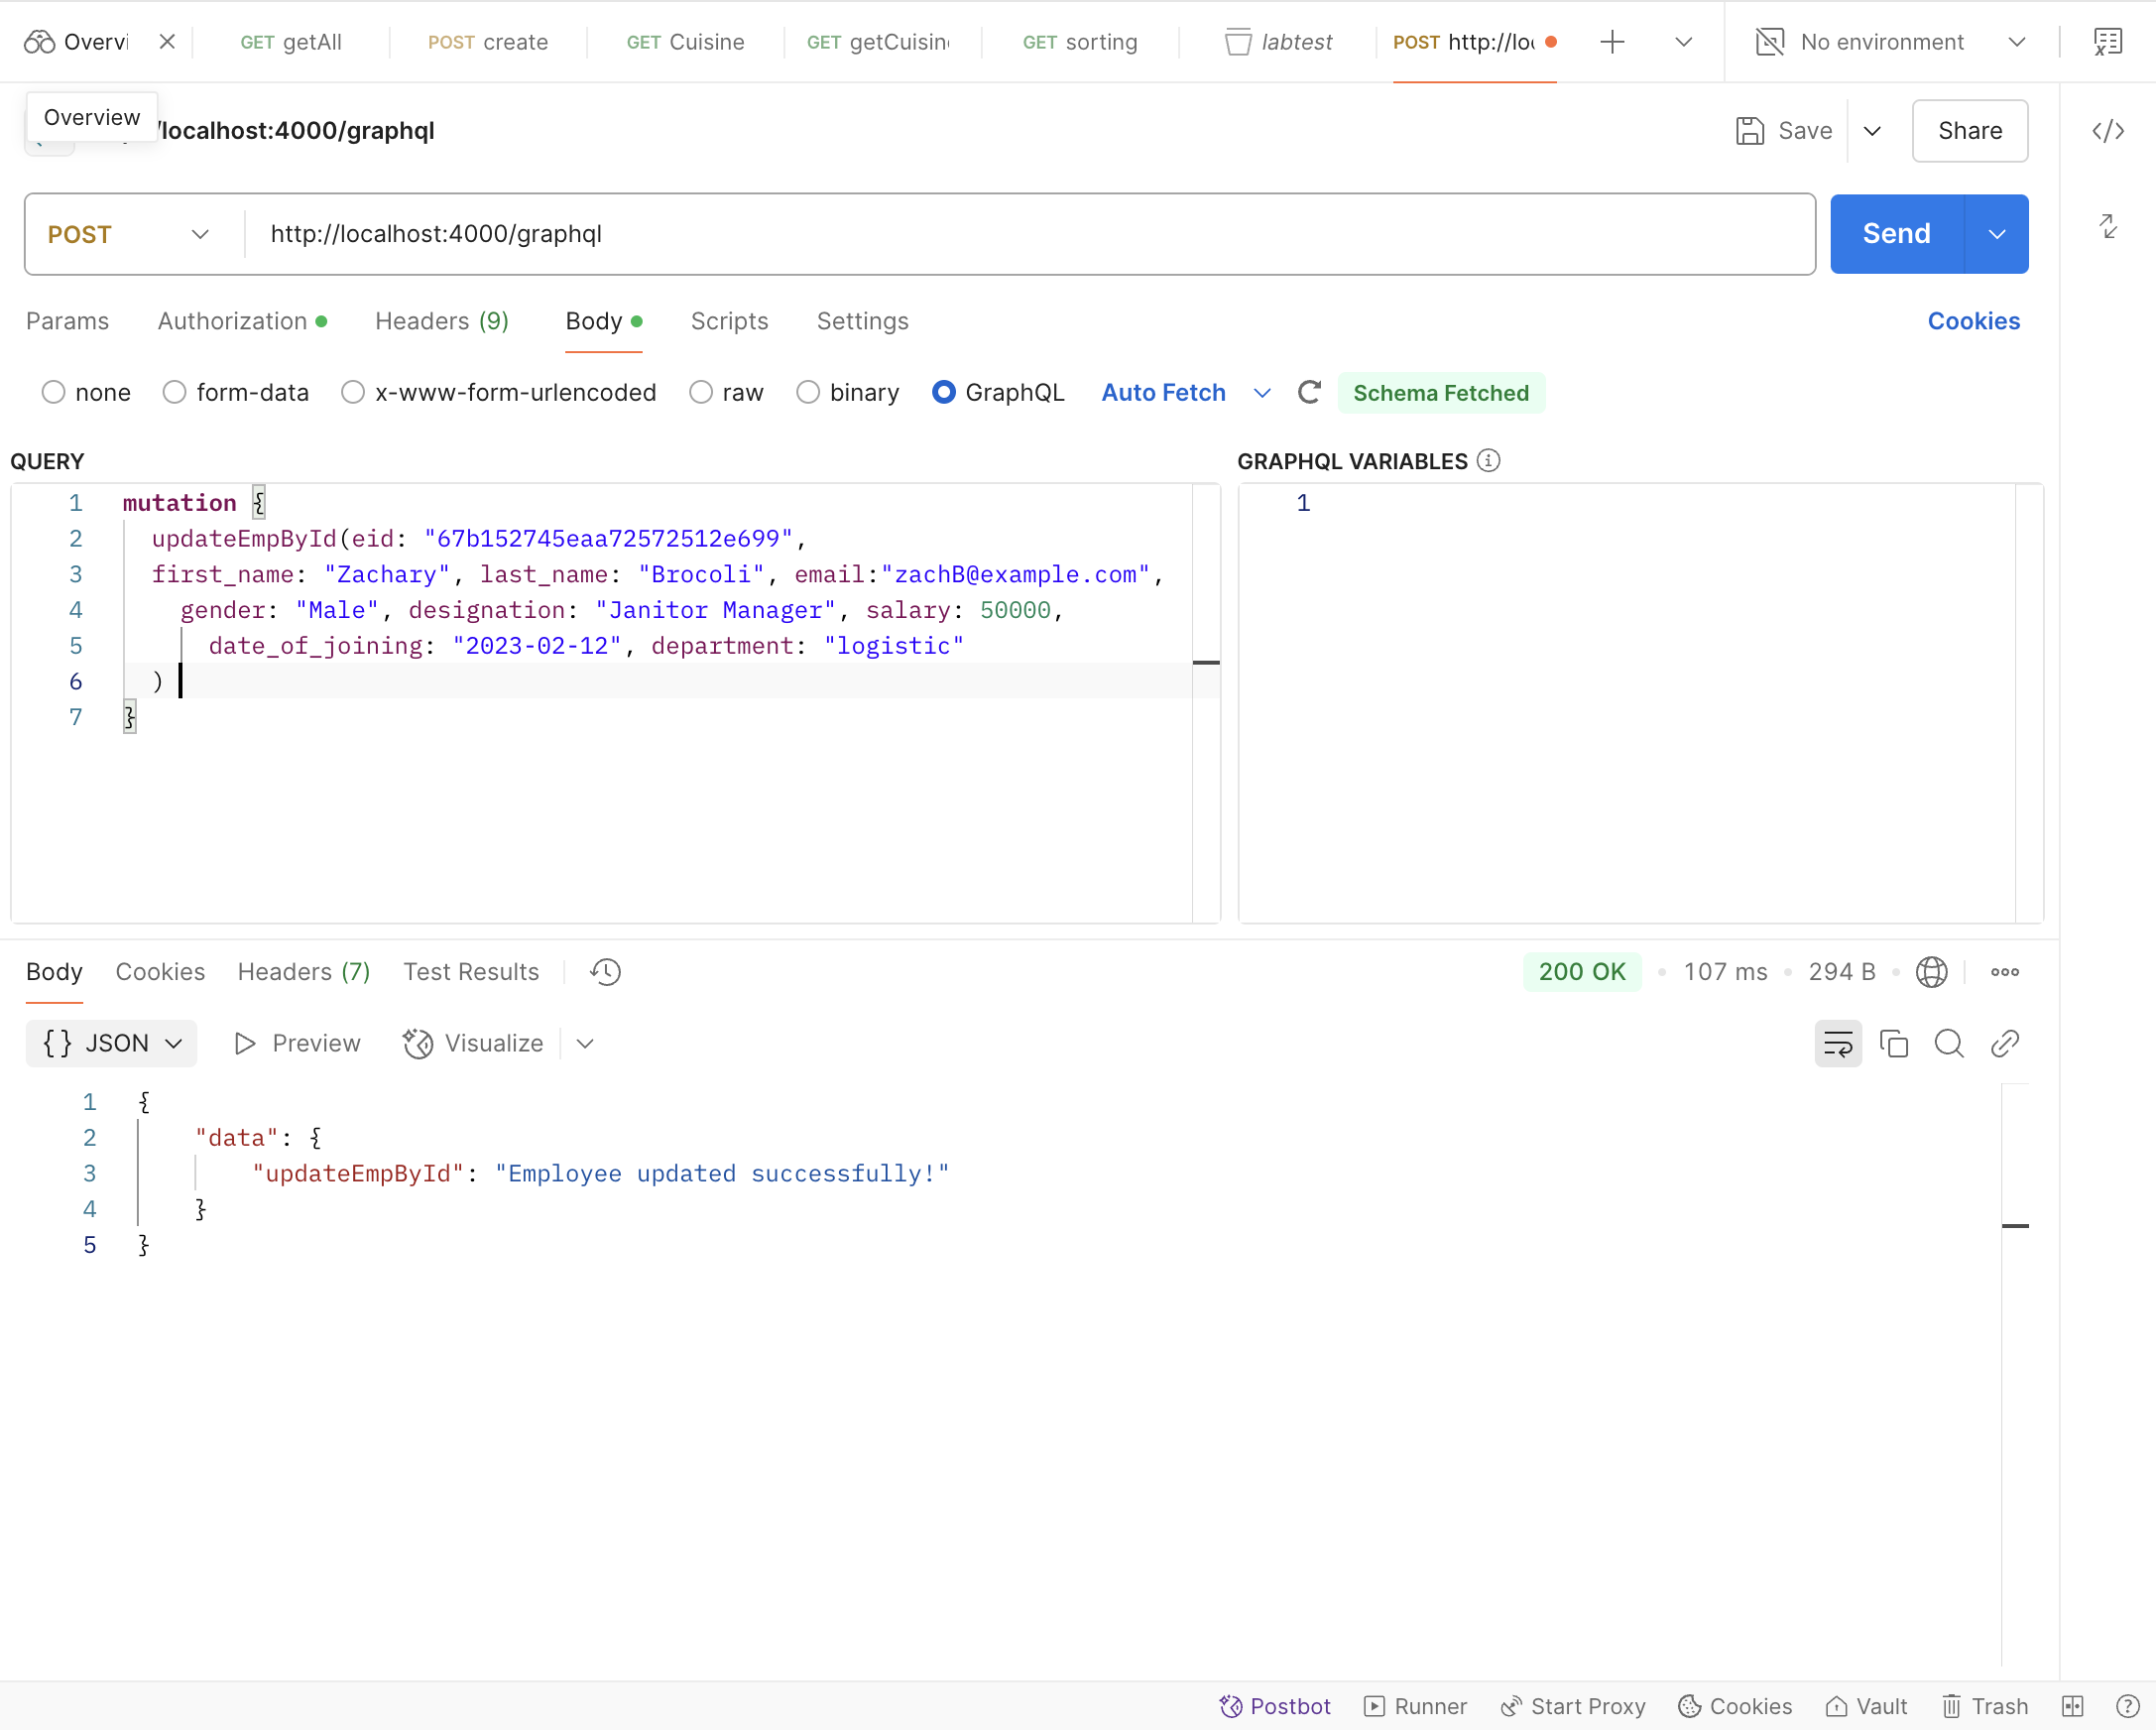 Overvi
GET getAll
POST create
GET Cuisine
GET getCuisin
GET sorting
labtest
POST http://loc
No environment
Overview
/localhost:4000/graphql
Save
Share
POST
http://localhost:4000/graphql
Send
Params Authorization Headers (9) Body Scripts Settings
Cookies
none form-data x-www-form-urlencoded raw binary GraphQL Auto Fetch Schema Fetched
QUERY
1 mutation {
2 updateEmpById(eid: "67b152745eaa72572512e699",
3 first_name: "Zachary", last_name: "Brocoli", email:"zachB@example.com",
4 gender: "Male", designation: "Janitor Manager", salary: 50000,
5 date_of_joining: "2023-02-12", department: "logistic"
6 )
7 }
GRAPHQL VARIABLES
1
Body Cookies Headers (7) Test Results
200 OK • 107 ms • 294 B •
{} JSON Preview Visualize
1 {
2 "data": {
3 "updateEmpById": "Employee updated successfully!"
4 }
5 }
Postbot Runner Start Proxy Cookies Vault Trash